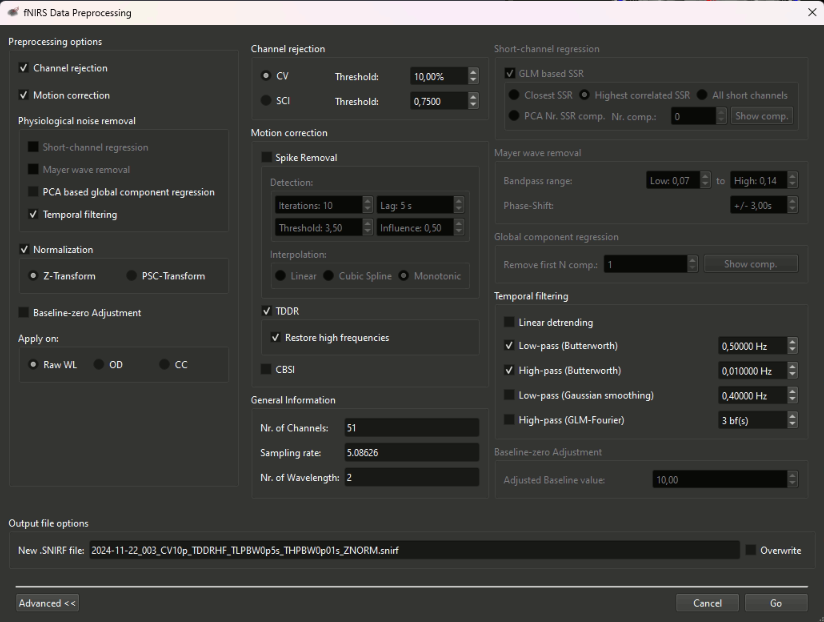 fNIRS Data Preprocessing
Preprocessing options
Channel rejection
Motion correction
Physiological noise removal
Short-channel regression
Mayer wave removal
PCA based global component regression
Temporal filtering
Normalization
Z-Transform PSC-Transform
Baseline-zero Adjustment
Apply on:
Raw WL OD CC
Channel rejection
CV Threshold: 10,00%
SCI Threshold: 0,7500
Motion correction
Spike Removal
Detection:
Iterations: 10 Lag: 5 s
Threshold: 3,50 Influence: 0,50
Interpolation:
Linear Cubic Spline Monotonic
TDDR
Restore high frequencies
CBSI
General Information
Nr. of Channels: 51
Sampling rate: 5.08626
Nr. of Wavelength: 2
Short-channel regression
GLM based SSR
Closest SSR Highest correlated SSR All short channels
PCA Nr. SSR comp. Nr. comp.: 0 Show comp.
Mayer wave removal
Bandpass range: Low: 0,07 to High: 0,14
Phase-Shift: +/- 3,00s
Global component regression
Remove first N comp.: 1 Show comp.
Temporal filtering
Linear detrending
Low-pass (Butterworth) 0,50000 Hz
High-pass (Butterworth) 0,010000 Hz
Low-pass (Gaussian smoothing) 0,40000 Hz
High-pass (GLM-Fourier) 3 bf(s)
Baseline-zero Adjustment
Adjusted Baseline value: 10,00
Output file options
New .SNIRF file: 2024-11-22_003_CV10p_TDDRHF_TLPBW0p5s_THPBW0p01s_ZNORM.snirf Overwrite
Advanced << Cancel Go